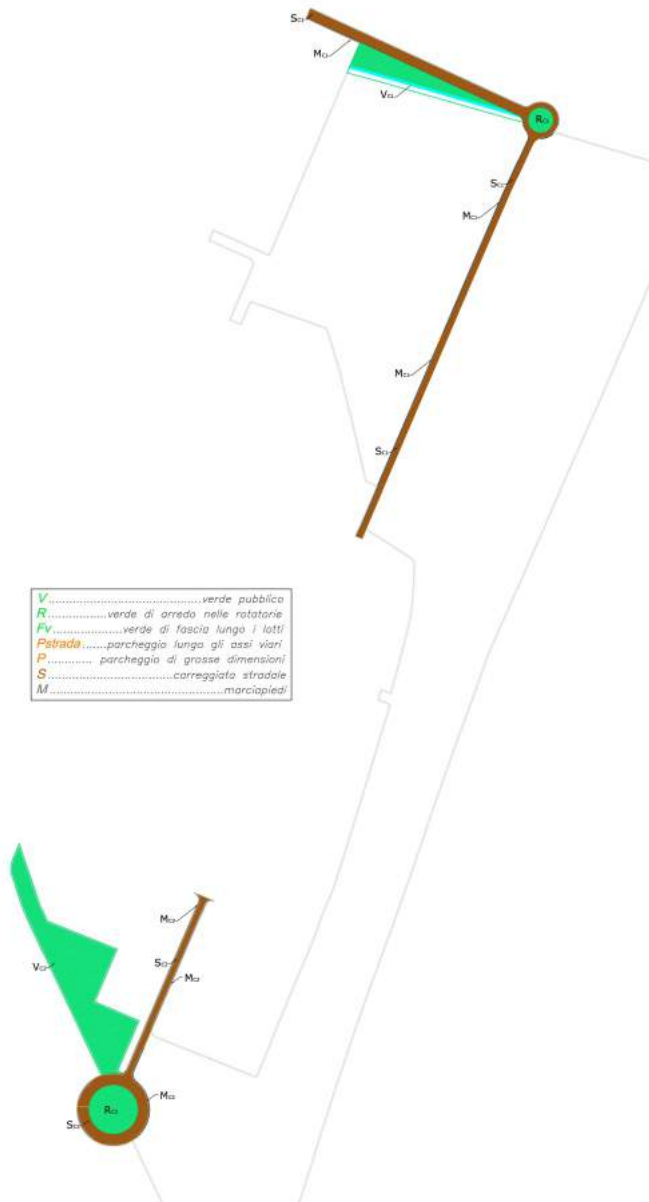 S
M
V
R
S
M
M
S
V ........................................ verde pubblico
R ................ verde di arredo nelle rotatorie
Fv .................... verde di fascia lungo i lotti
Pstrada ...... parcheggio lungo gli assi viari
P ............ parcheggio di grosse dimensioni
S ................................. carreggiata stradale
M .............................................. marciapiedi
M
S
M
V
M
R
S